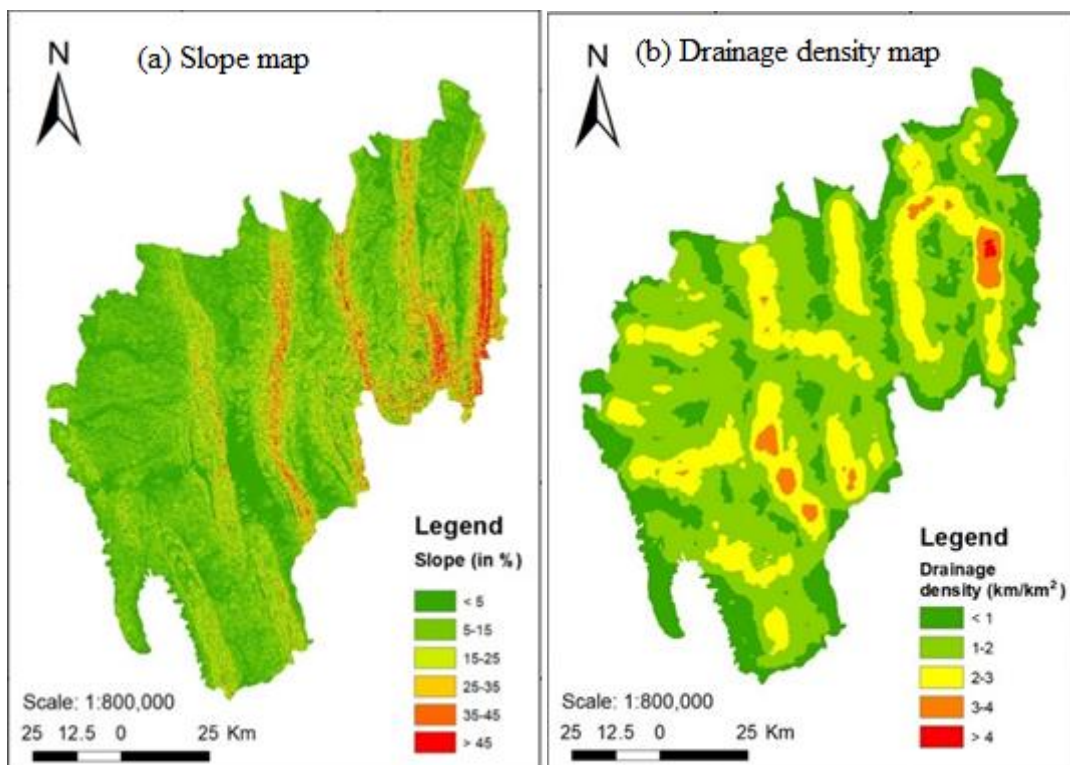 (a) Slope map
N
Legend
Slope (in %)
< 5
5-15
15-25
25-35
35-45
> 45
Scale: 1:800,000
25 12.5 0 25 Km
(b) Drainage density map
N
Legend
Drainage
density (km/km²)
< 1
1-2
2-3
3-4
> 4
Scale: 1:800,000
25 12.5 0 25 Km